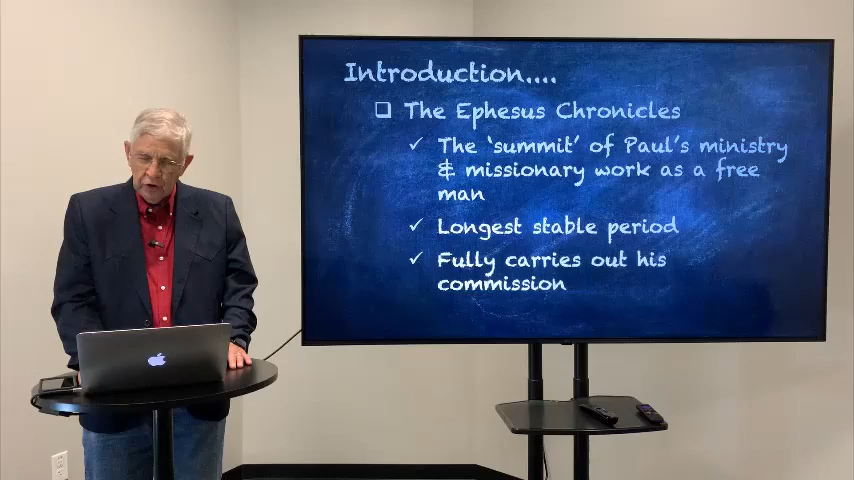 Introduction....
❑ The Ephesus Chronicles
✓ The ‘summit’ of Paul’s ministry
& missionary work as a free
man
✓ Longest stable period
✓ Fully carries out his
commission